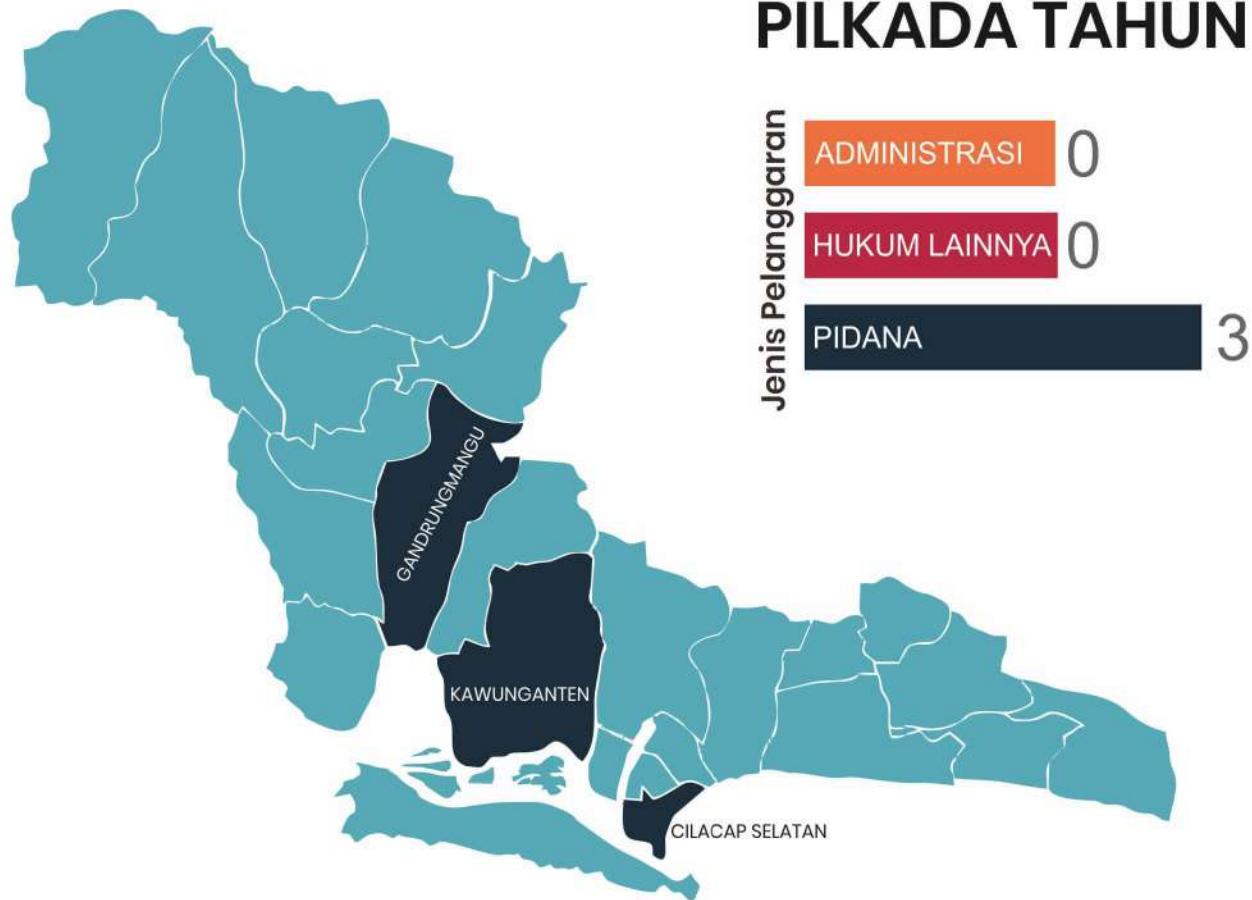 PILKADA TAHUN
Jenis Pelanggaran
ADMINISTRASI 0
HUKUM LAINNYA 0
PIDANA 3
GANDRUNGMANGU
KAWUNGANTEN
CILACAP SELATAN